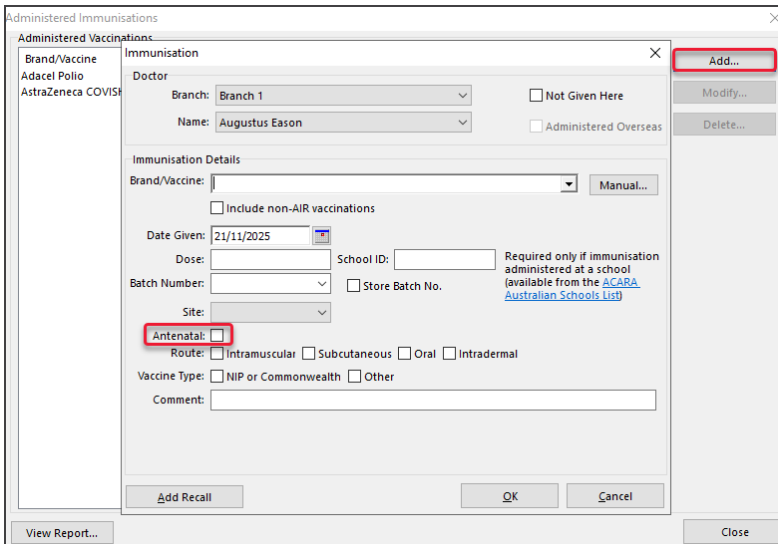 Administered Immunisations
Administered Vaccinations
Brand/Vaccine
Adacel Polio
AstraZeneca COVISH
Add...
Modify...
Delete...
Immunisation
Doctor
Branch: Branch 1
Not Given Here
Name: Augustus Eason
Administered Overseas
Immunisation Details
Brand/Vaccine:
Manual...
Include non-AIR vaccinations
Date Given: 21/11/2025
Dose:
School ID:
Required only if immunisation
administered at a school
(available from the ACARA
Australian Schools List)
Batch Number:
Store Batch No.
Site:
Antenatal:
Route: Intramuscular Subcutaneous Oral Intradermal
Vaccine Type: NIP or Commonwealth Other
Comment:
Add Recall
OK
Cancel
View Report...
Close